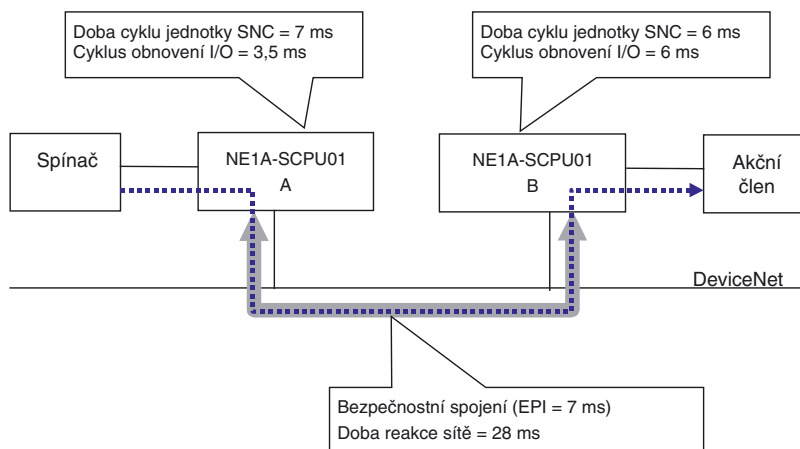 Doba cyklu jednotky SNC = 7 ms
Cyklus obnovení I/O = 3,5 ms
Doba cyklu jednotky SNC = 6 ms
Cyklus obnovení I/O = 6 ms
Spínač
NE1A-SCPU01
A
NE1A-SCPU01
B
Akční
člen
DeviceNet
Bezpečnostní spojení (EPI = 7 ms)
Doba reakce sítě = 28 ms